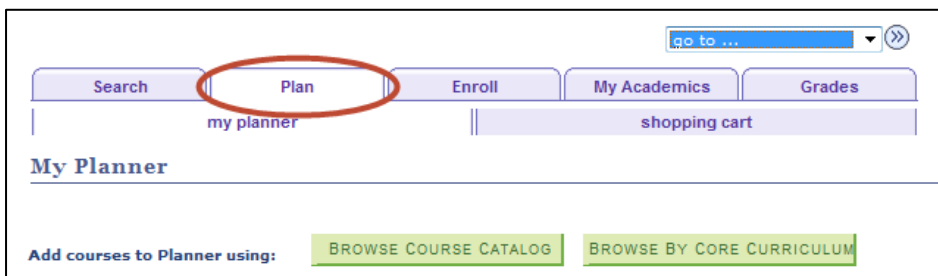 go to ...
Search Plan Enroll My Academics Grades
my planner shopping cart
My Planner
Add courses to Planner using: BROWSE COURSE CATALOG BROWSE BY CORE CURRICULUM